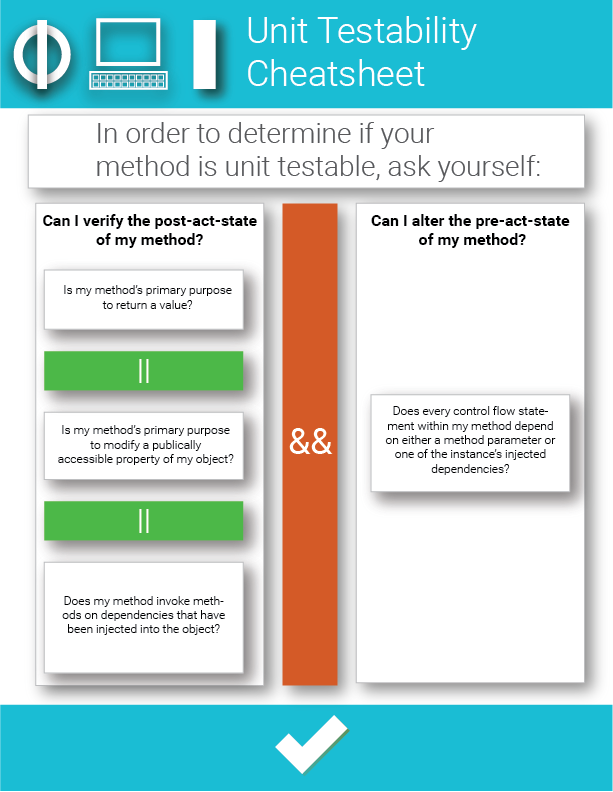 Unit Testability
Cheatsheet
In order to determine if your
method is unit testable, ask yourself:
Can I verify the post-act-state
of my method?
Is my method's primary purpose
to return a value?
||
Is my method's primary purpose
to modify a publically
accessible property of my object?
||
Does my method invoke meth-
ods on dependencies that have
been injected into the object?
&&
Can I alter the pre-act-state
of my method?
Does every control flow state-
ment within my method depend
on either a method parameter or
one of the instance's injected
dependencies?